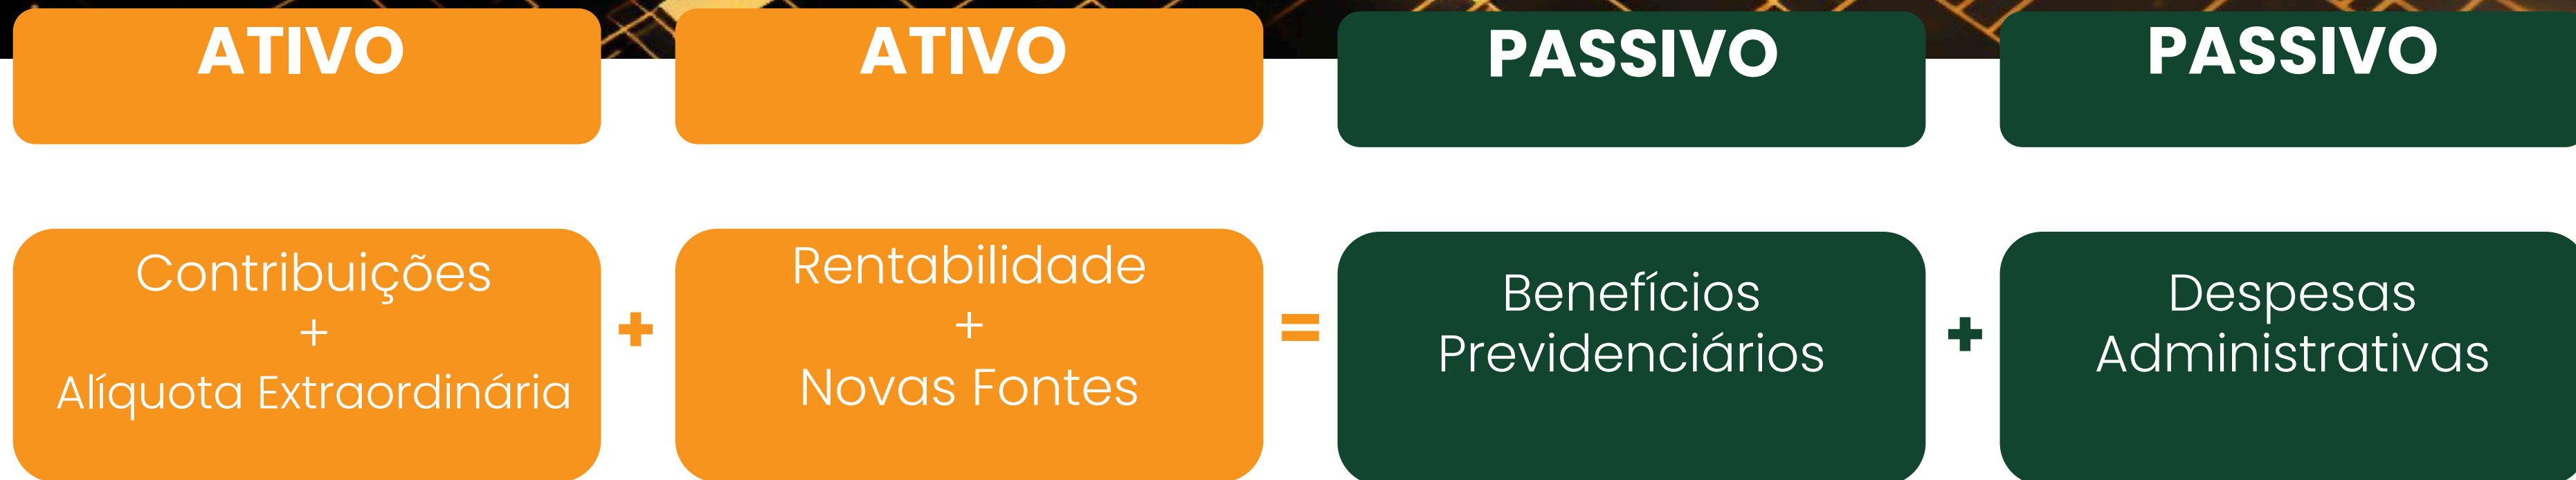 ATIVO
ATIVO
PASSIVO
PASSIVO
Contribuições
+
Alíquota Extraordinária
+
Rentabilidade
+
Novas Fontes
=
Benefícios
Previdenciários
+
Despesas
Administrativas